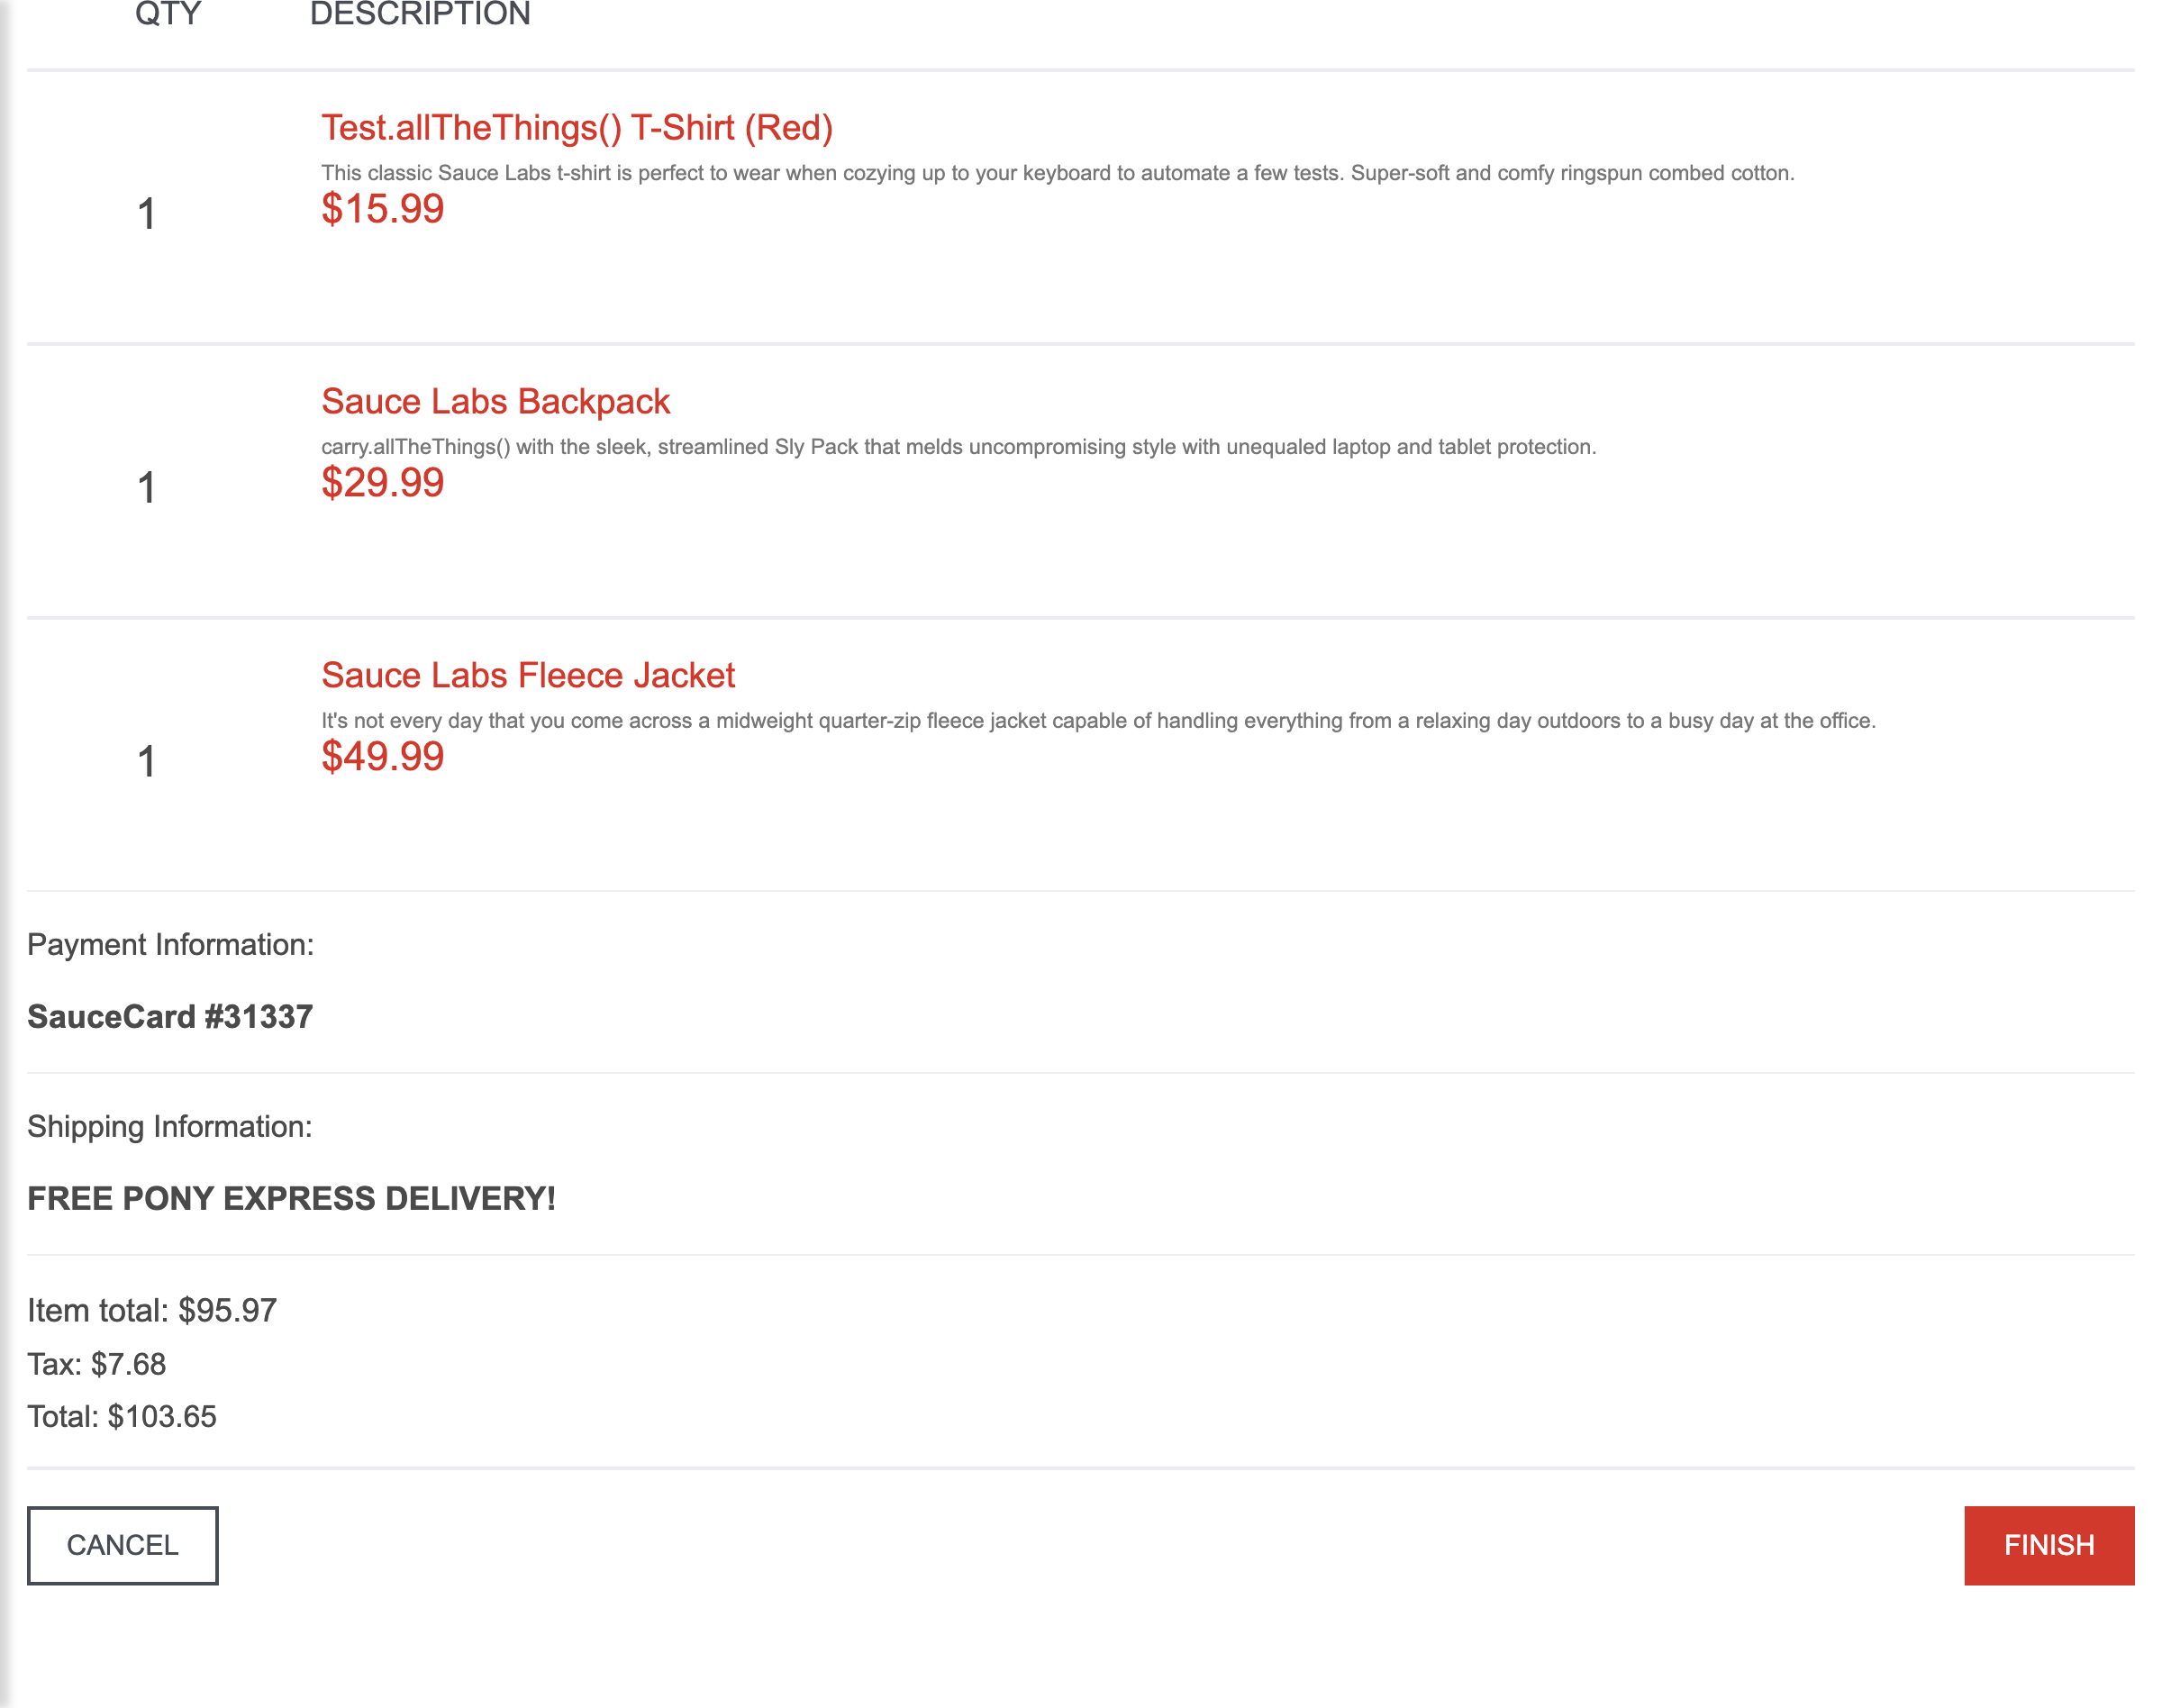 QTY DESCRIPTION
Test.allTheThings() T-Shirt (Red)
This classic Sauce Labs t-shirt is perfect to wear when cozying up to your keyboard to automate a few tests. Super-soft and comfy ringspun combed cotton.
1
$15.99
Sauce Labs Backpack
carry.allTheThings() with the sleek, streamlined Sly Pack that melds uncompromising style with unequaled laptop and tablet protection.
1
$29.99
Sauce Labs Fleece Jacket
It's not every day that you come across a midweight quarter-zip fleece jacket capable of handling everything from a relaxing day outdoors to a busy day at the office.
1
$49.99
Payment Information:
SauceCard #31337
Shipping Information:
FREE PONY EXPRESS DELIVERY!
Item total: $95.97
Tax: $7.68
Total: $103.65
CANCEL
FINISH